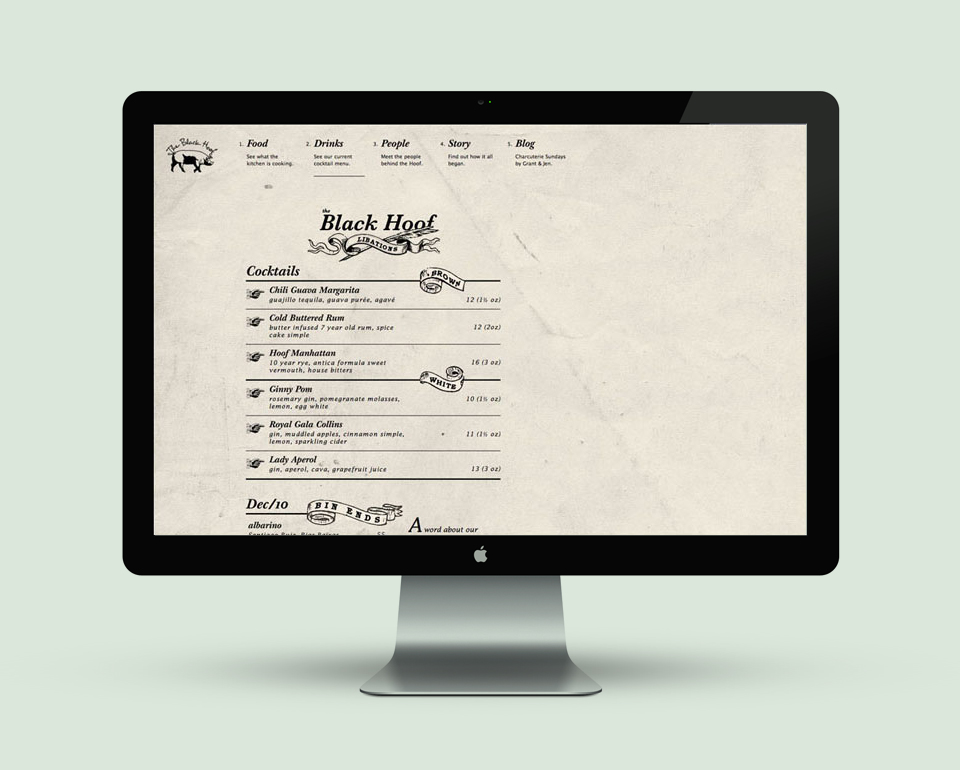 The Black Hoof
1. Food
See what the
kitchen is cooking.
2. Drinks
See our current
cocktail menu.
3. People
Meet the people
behind the Hoof.
4. Story
Find out how it all
began.
5. Blog
Charcuterie Sundays
by Grant & Jen.
the
Black Hoof
LIBATIONS
Cocktails
BROWN
Chili Guava Margarita
guajillo tequila, guava purée, agavé 12 (1½ oz)
Cold Buttered Rum
butter infused 7 year old rum, spice 12 (2oz)
cake simple
Hoof Manhattan
10 year rye, antica formula sweet 16 (3 oz)
vermouth, house bitters
WHITE
Ginny Pom
rosemary gin, pomegranate molasses, 10 (1½ oz)
lemon, egg white
Royal Gala Collins
gin, muddled apples, cinnamon simple, 11 (1½ oz)
lemon, sparkling cider
Lady Aperol
gin, aperol, cava, grapefruit juice 13 (3 oz)
Dec/10
BIN ENDS
albarino
A word about our